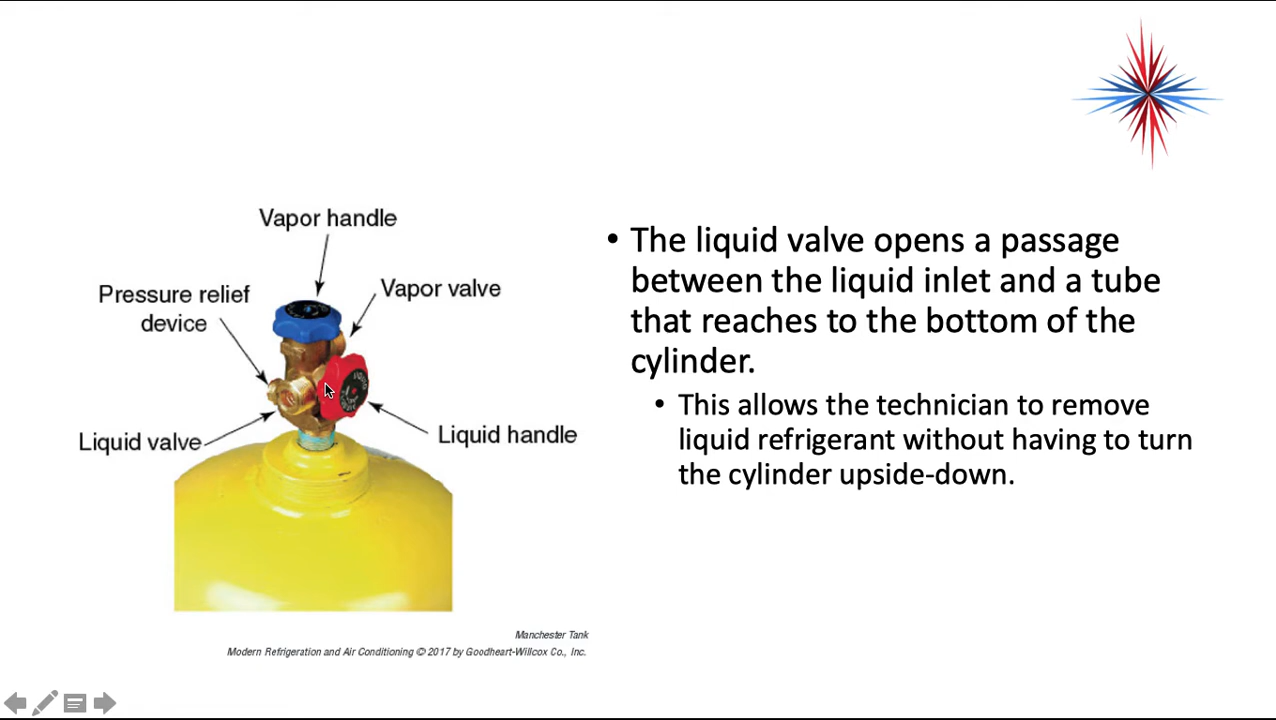 Vapor handle
Vapor valve
Pressure relief
device
Liquid valve
Liquid handle
• The liquid valve opens a passage
between the liquid inlet and a tube
that reaches to the bottom of the
cylinder.
• This allows the technician to remove
liquid refrigerant without having to turn
the cylinder upside-down.
Manchester Tank
Modern Refrigeration and Air Conditioning © 2017 by Goodheart-Willcox Co., Inc.